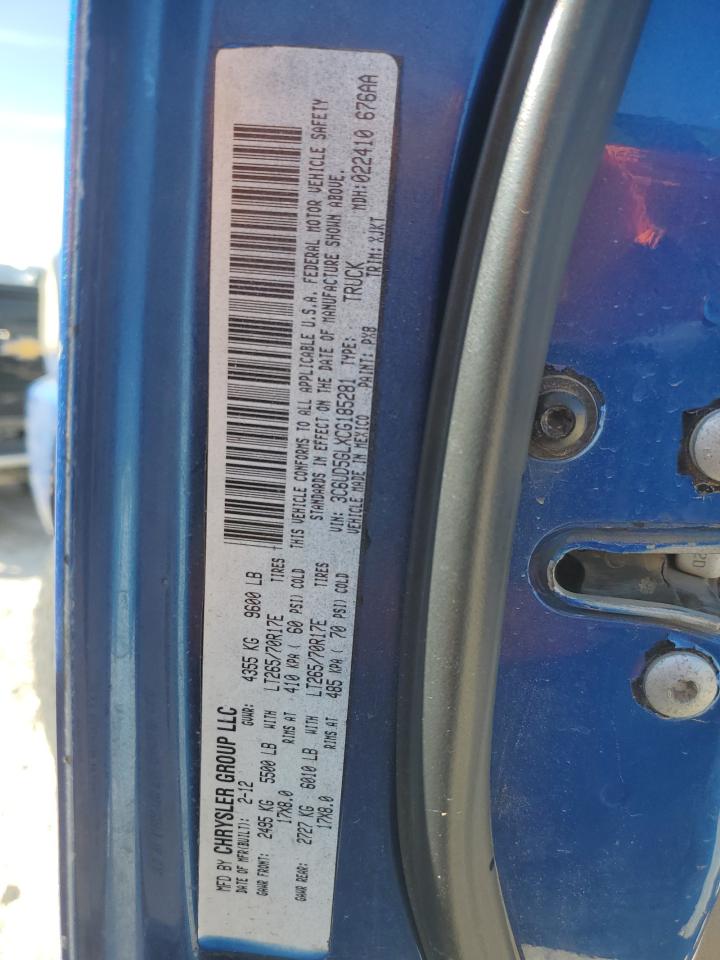 MFD BY CHRYSLER GROUP LLC
DATE OF MFR(BUILT): 2-12 GVWR: 4355 KG 9600 LB
GAWR FRONT: 2495 KG 5500 LB WITH LT265/70R17E TIRES
17X8.0 RIMS AT 410 KPA ( 60 PSI) COLD
GAWR REAR: 2727 KG 6010 LB WITH LT265/70R17E TIRES
17X8.0 RIMS AT 485 KPA ( 70 PSI) COLD
THIS VEHICLE CONFORMS TO ALL APPLICABLE U.S.A. FEDERAL MOTOR VEHICLE SAFETY
STANDARDS IN EFFECT ON THE DATE OF MANUFACTURE SHOWN ABOVE.
VIN: 3C6UD5GLXCG185281 TYPE: TRUCK MDH:022410 676AA
VEHICLE MADE IN MEXICO PAINT: PXB TRIM: XJKT